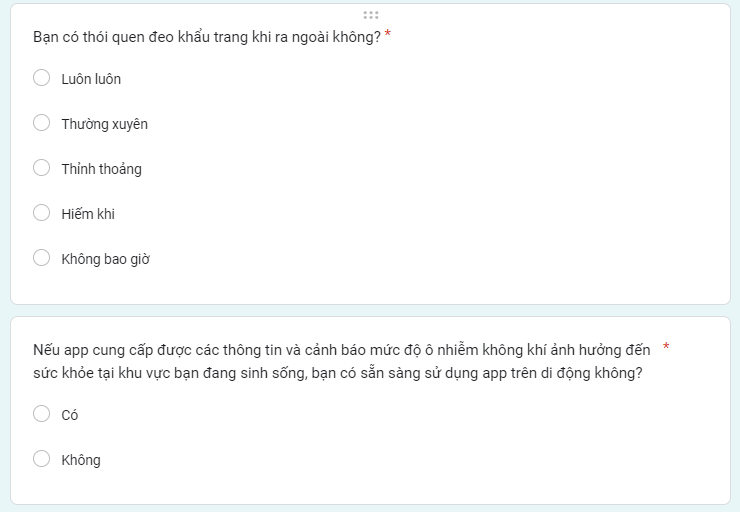 Bạn có thói quen đeo khẩu trang khi ra ngoài không? *
Luôn luôn
Thường xuyên
Thỉnh thoảng
Hiếm khi
Không bao giờ
Nếu app cung cấp được các thông tin và cảnh báo mức độ ô nhiễm không khí ảnh hưởng đến *
sức khỏe tại khu vực bạn đang sinh sống, bạn có sẵn sàng sử dụng app trên di động không?
Có
Không